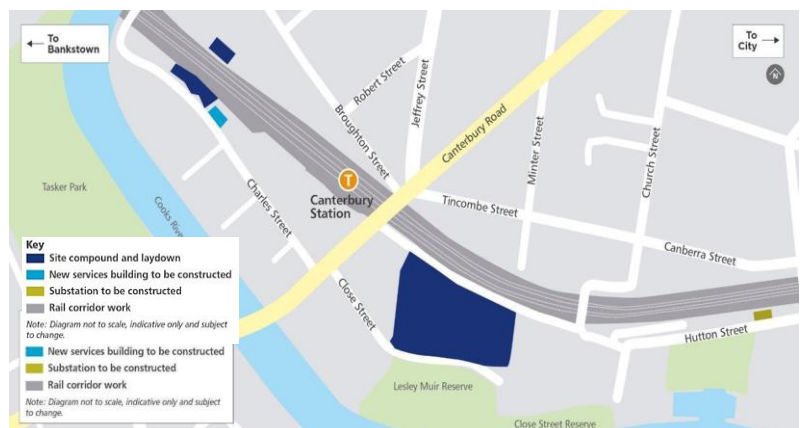 To
Bankstown
To
City
N
Robert Street
Jeffrey Street
Broughton Street
Canterbury Road
Minter Street
Church Street
Tasker Park
Cooks River
Charles Street
T
Canterbury
Station
Tincombe Street
Canberra Street
Close Street
Hutton Street
Lesley Muir Reserve
Close Street Reserve
Key
Site compound and laydown
New services building to be constructed
Substation to be constructed
Rail corridor work
Note: Diagram not to scale, indicative only and subject
to change.
New services building to be constructed
Substation to be constructed
Rail corridor work
Note: Diagram not to scale, indicative only and subject
to change.